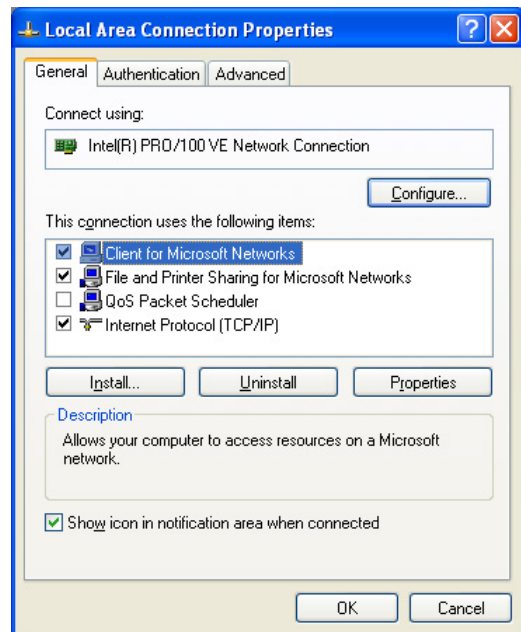 Local Area Connection Properties
General Authentication Advanced
Connect using:
Intel(R) PRO/100 VE Network Connection
Configure...
This connection uses the following items:
Client for Microsoft Networks
File and Printer Sharing for Microsoft Networks
QoS Packet Scheduler
Internet Protocol (TCP/IP)
Install... Uninstall Properties
Description
Allows your computer to access resources on a Microsoft
network.
Show icon in notification area when connected
OK Cancel